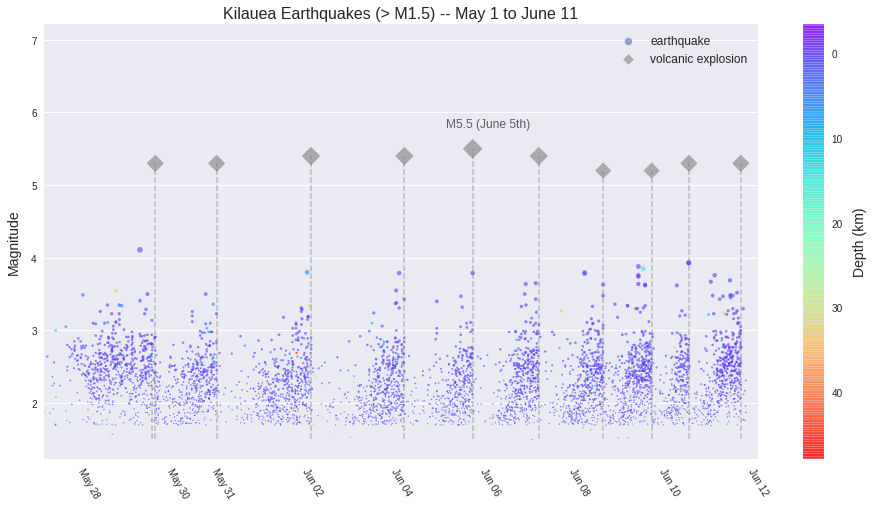 Kilauea Earthquakes (> M1.5) -- May 1 to June 11
earthquake
volcanic explosion
M5.5 (June 5th)
Magnitude
7
6
5
4
3
2
May 28
May 30
May 31
Jun 02
Jun 04
Jun 06
Jun 08
Jun 10
Jun 12
0
10
20
30
40
Depth (km)